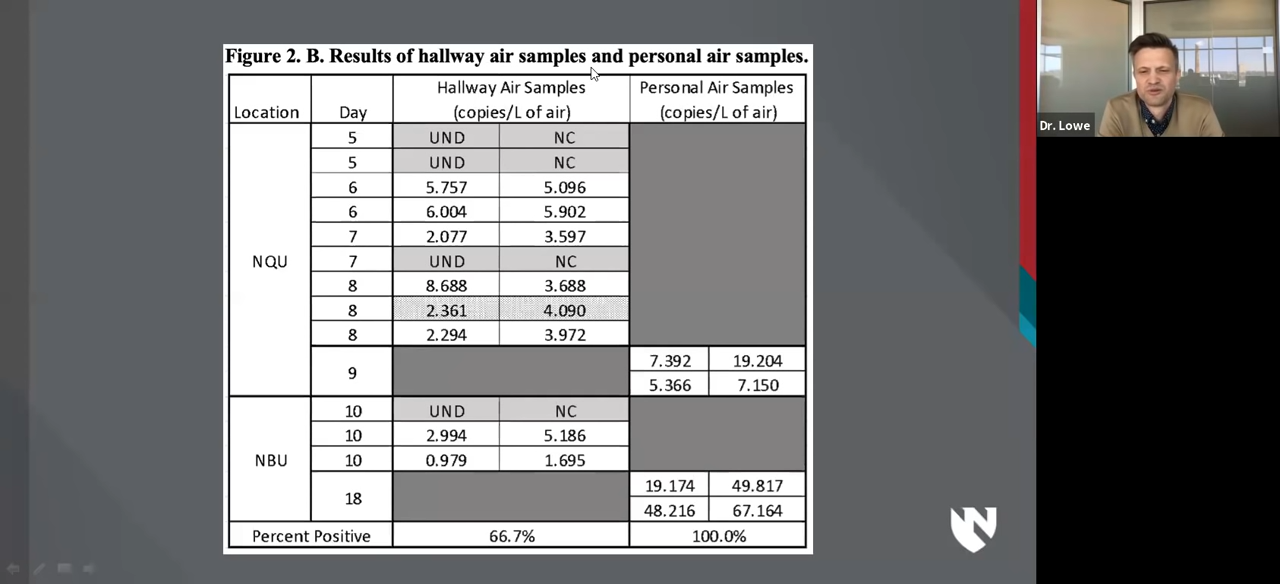 Figure 2. B. Results of hallway air samples and personal air samples.
Location Day Hallway Air Samples (copies/L of air) Personal Air Samples (copies/L of air)
NQU
5 UND NC
5 UND NC
6 5.757 5.096
6 6.004 5.902
7 2.077 3.597
7 UND NC
8 8.688 3.688
8 2.361 4.090
8 2.294 3.972
9 7.392 19.204
5.366 7.150
NBU
10 UND NC
10 2.994 5.186
10 0.979 1.695
18 19.174 49.817
48.216 67.164
Percent Positive 66.7% 100.0%
Dr. Lowe
N